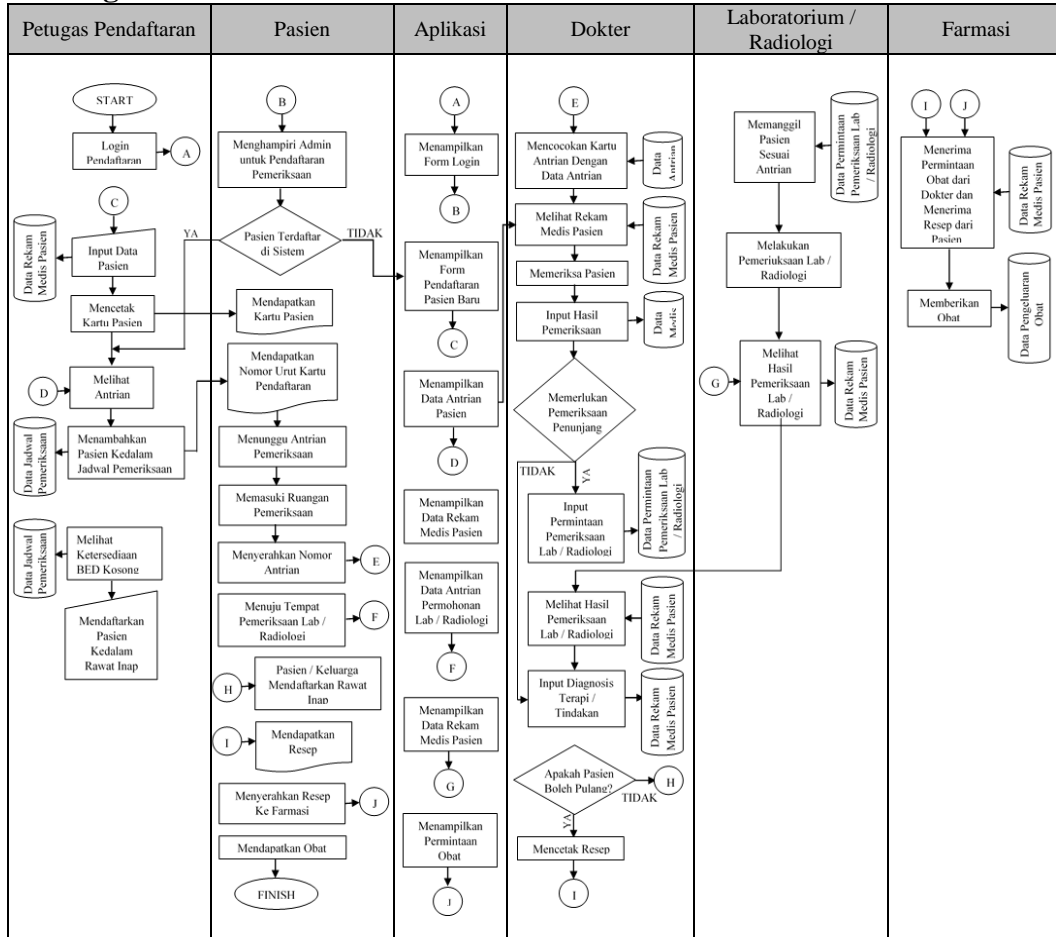 Petugas Pendaftaran
Pasien
Aplikasi
Dokter
Laboratorium /
Radiologi
Farmasi
START
Login
Pendaftaran
A
C
Input Data
Pasien
Data Rekam
Medis Pasien
Mencetak
Kartu Pasien
D
Melihat
Antrian
Menambahkan
Pasien Kedalam
Jadwal Pemeriksaan
Data Jadwal
Pemeriksaan
Melihat
Ketersediaan
BED Kosong
Data Jadwal
Pemeriksaan
Mendaftarkan
Pasien
Kedalam
Rawat Inap
B
Menghampiri Admin
untuk Pendaftaran
Pemeriksaan
YA
Pasien Terdaftar
di Sistem
TIDAK
Mendapatkan
Kartu Pasien
Mendapatkan
Nomor Urut Kartu
Pendaftaran
Menunggu Antrian
Pemeriksaan
Memasuki Ruangan
Pemeriksaan
Menyerahkan Nomor
Antrian
E
Menuju Tempat
Pemeriksaan Lab /
Radiologi
F
H
Pasien / Keluarga
Mendaftarkan Rawat
Inap
I
Mendapatkan
Resep
Menyerahkan Resep
Ke Farmasi
J
Mendapatkan Obat
FINISH
A
Menampilkan
Form Login
B
Menampilkan
Form
Pendaftaran
Pasien Baru
C
Menampilkan
Data Antrian
Pasien
D
Menampilkan
Data Rekam
Medis Pasien
Menampilkan
Data Antrian
Permohonan
Lab / Radiologi
F
Menampilkan
Data Rekam
Medis Pasien
G
Menampilkan
Permintaan
Obat
J
E
Mencocokan Kartu
Antrian Dengan
Data Antrian
Data
Antrian
Melihat Rekam
Medis Pasien
Data Rekam
Medis Pasien
Memeriksa Pasien
Input Hasil
Pemeriksaan
Data
Medis
Memerlukan
Pemeriksaan
Penunjang
TIDAK
YA
Input
Permintaan
Pemeriksaan
Lab / Radiologi
Data Permintaan
Pemeriksaan Lab
/ Radiologi
Melihat Hasil
Pemeriksaan
Lab / Radiologi
Data Rekam
Medis Pasien
Input Diagnosis
Terapi /
Tindakan
Data Rekam
Medis Pasien
Apakah Pasien
Boleh Pulang?
TIDAK
H
YA
Mencetak Resep
I
Memanggil
Pasien
Sesuai
Antrian
Data Permintaan
Pemeriksaan Lab
/ Radiologi
Melakukan
Pemeriuksaan Lab /
Radiologi
G
Melihat
Hasil
Pemeriksaan
Lab /
Radiologi
Data Rekam
Medis Pasien
I
J
Menerima
Permintaan
Obat dari
Dokter dan
Menerima
Resep dari
Pasien
Data Rekam
Medis Pasien
Memberikan
Obat
Data Pengeluaran
Obat